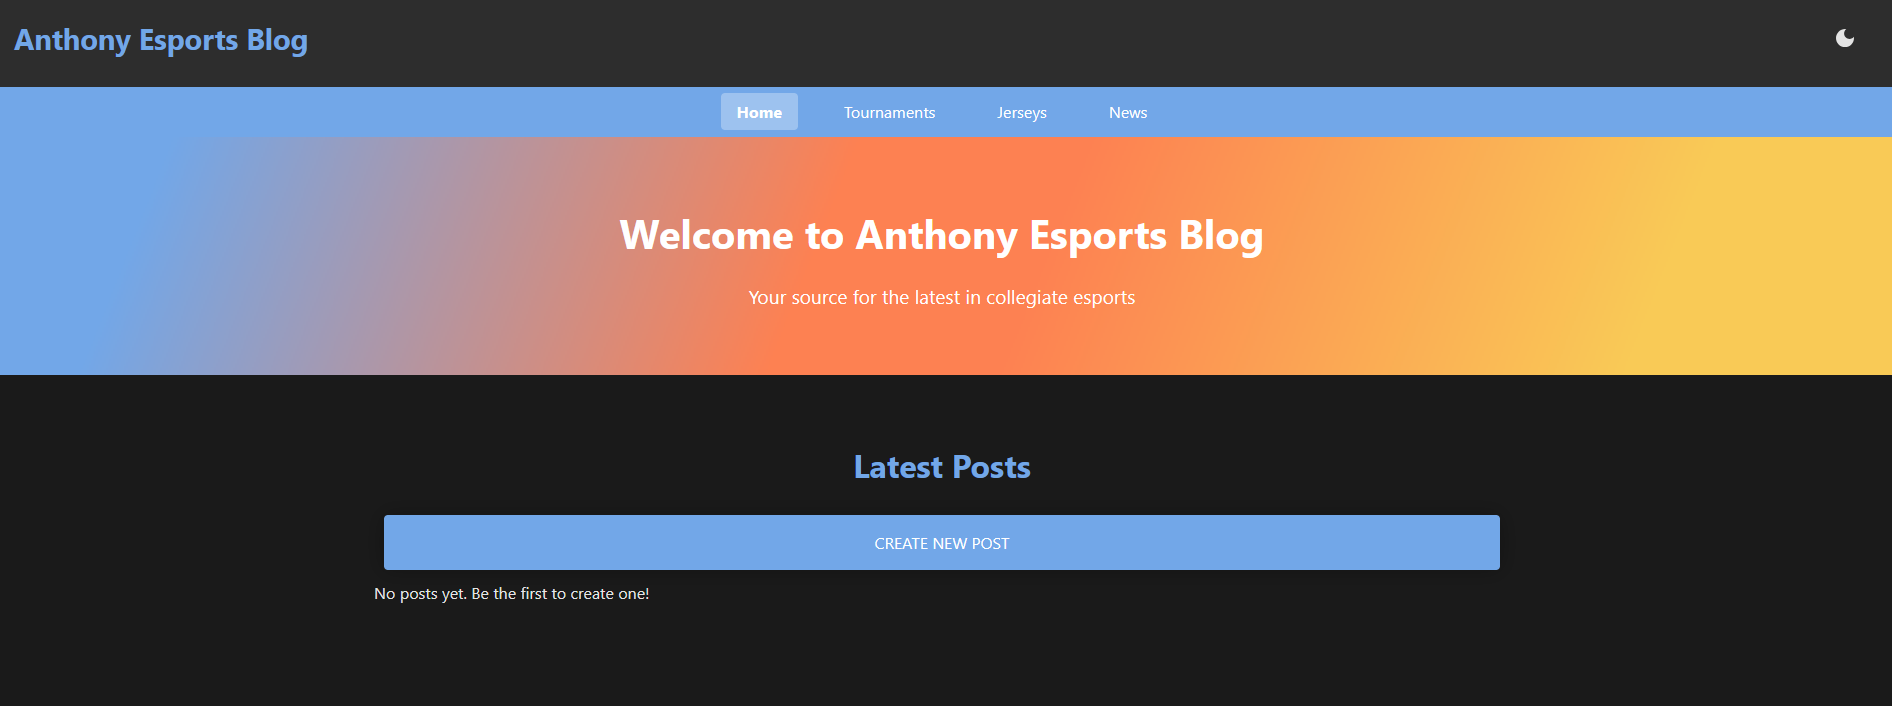 Anthony Esports Blog
Home Tournaments Jerseys News
Welcome to Anthony Esports Blog
Your source for the latest in collegiate esports
Latest Posts
CREATE NEW POST
No posts yet. Be the first to create one!